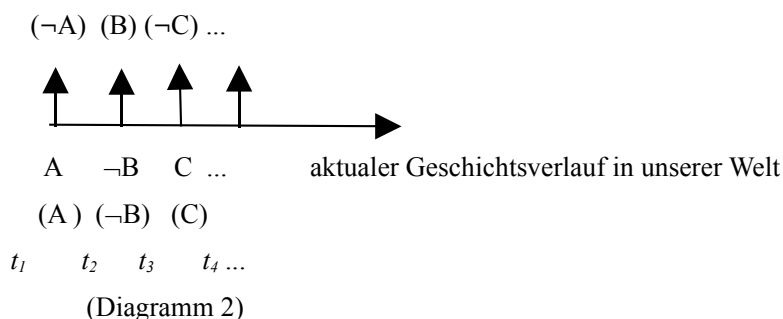 (¬A) (B) (¬C) ...
A ¬B C ... aktualer Geschichtsverlauf in unserer Welt
(A ) (¬B) (C)
t₁ t₂ t₃ t₄ ...
(Diagramm 2)